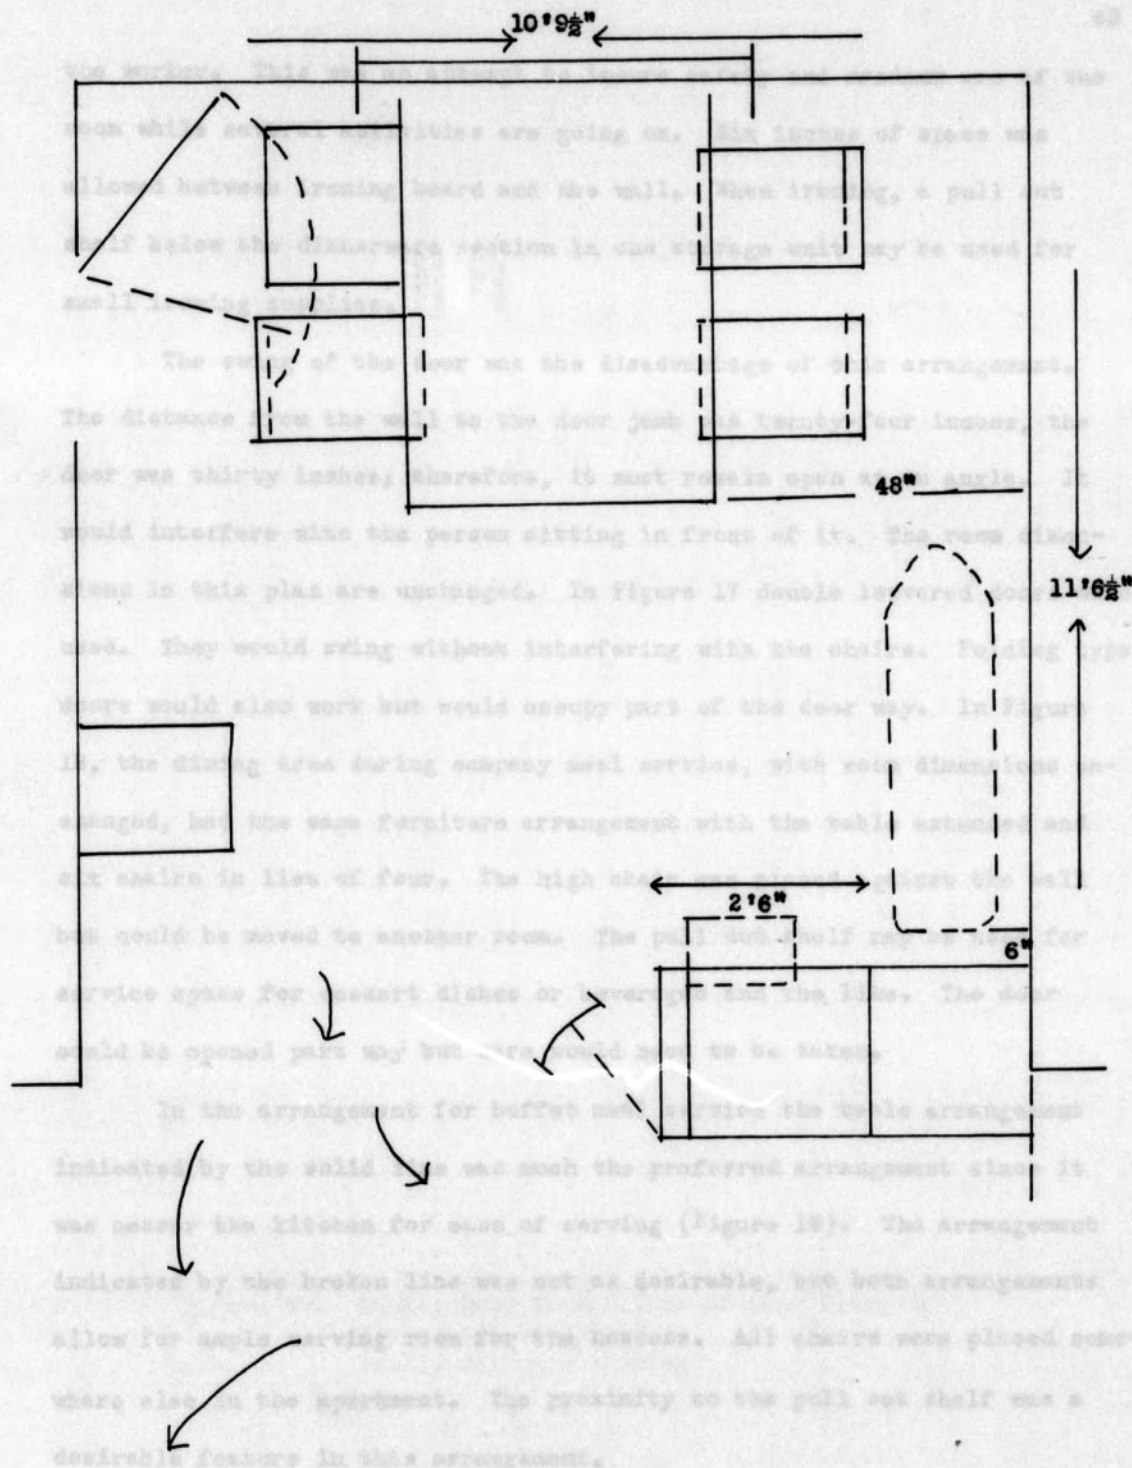 10'9½"
the worker. This was an attempt to insure safety and use of the
room while several activities are going on. Six inches of space was
allowed between ironing board and the wall. When ironing, a pull out
shelf below the dinnerware section in one storage unit may be used for
small ironing supplies.
The swing of the door was the disadvantage of this arrangement.
The distance from the wall to the door jamb was twenty-four inches, the
door was thirty inches, therefore, it must remain open at an angle. It
48"
would interfere with the person sitting in front of it. The room dimen-
11'6½"
sions in this plan are unchanged. In Figure 17 double louvered doors were
used. They would swing without interfering with the chairs. Folding type
doors would also work but would occupy part of the door way. In Figure
18, the dining area during company meal service, with room dimensions un-
changed, had the same furniture arrangement with the table extended and
six chairs in lieu of four. The high chair was placed against the wall
2'6"
but could be moved to another room. The pull out shelf may be used for
6"
service space for dessert dishes or beverages and the like. The door
could be opened part way but care would need to be taken.
In the arrangement for buffet meal service the table arrangement
indicated by the solid line was much the preferred arrangement since it
was nearer the kitchen for ease of serving (Figure 19). The arrangement
indicated by the broken line was not as desirable, but both arrangements
allow for ample serving room for the hostess. All chairs were placed some-
where else in the apartment. The proximity to the pull out shelf was a
desirable feature in this arrangement.